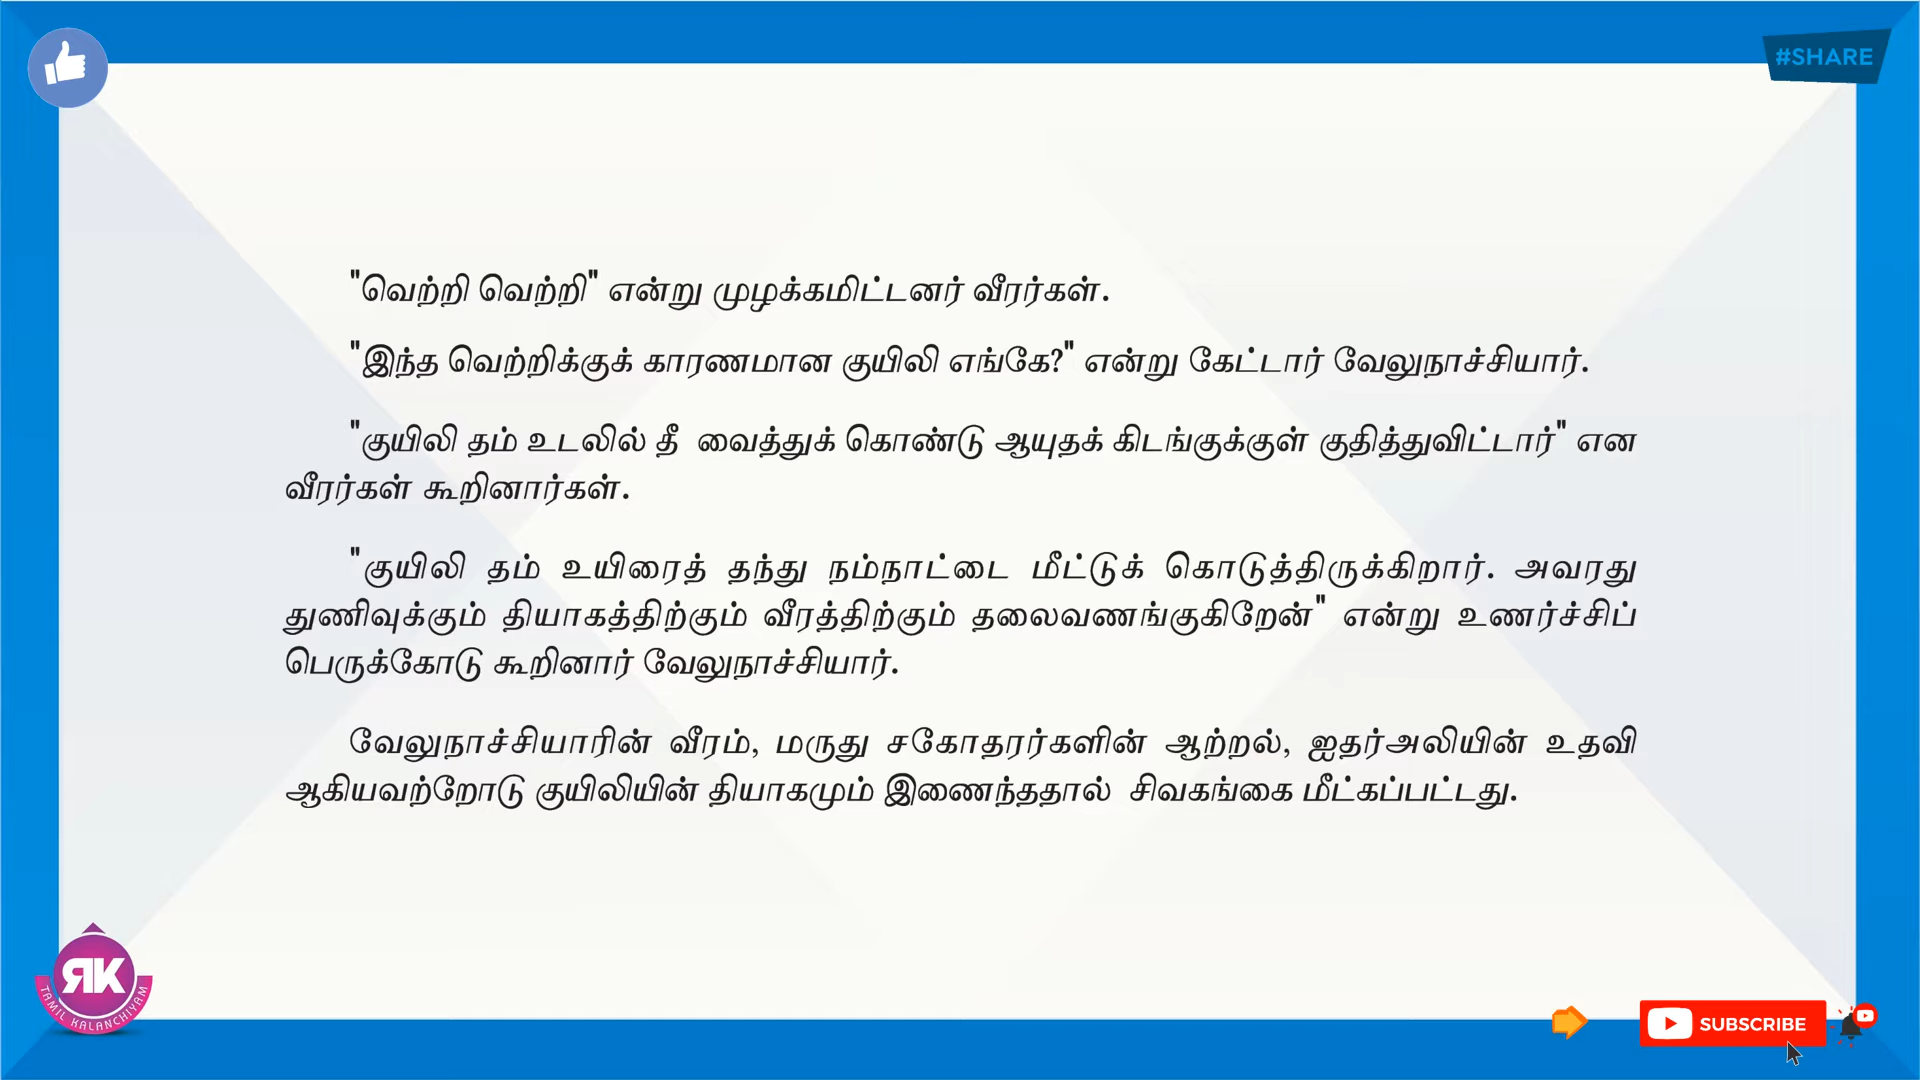 #SHARE
"வெற்றி வெற்றி" என்று முழக்கமிட்டனர் வீரர்கள்.
"இந்த வெற்றிக்குக் காரணமான குயிலி எங்கே?" என்று கேட்டார் வேலுநாச்சியார்.
"குயிலி தம் உடலில் தீ வைத்துக் கொண்டு ஆயுதக் கிடங்குக்குள் குதித்துவிட்டார்" என
வீரர்கள் கூறினார்கள்.
"குயிலி தம் உயிரைத் தந்து நம்நாட்டை மீட்டுக் கொடுத்திருக்கிறார். அவரது
துணிவுக்கும் தியாகத்திற்கும் வீரத்திற்கும் தலைவணங்குகிறேன்" என்று உணர்ச்சிப்
பெருக்கோடு கூறினார் வேலுநாச்சியார்.
வேலுநாச்சியாரின் வீரம், மருது சகோதரர்களின் ஆற்றல், ஐதர்அலியின் உதவி
ஆகியவற்றோடு குயிலியின் தியாகமும் இணைந்ததால் சிவகங்கை மீட்கப்பட்டது.
RK
TAMIL KALANCHIYAM
SUBSCRIBE